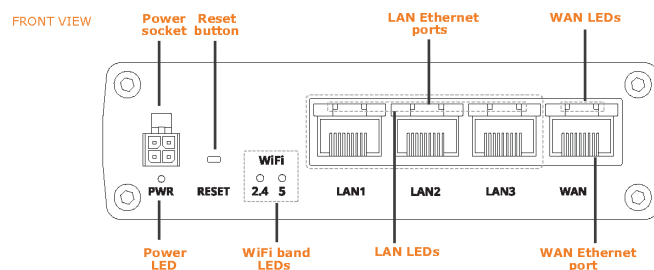 FRONT VIEW
Power
socket
Reset
button
LAN Ethernet
ports
WAN LEDs
WiFi
2.4 5
PWR
RESET
LAN1
LAN2
LAN3
WAN
Power
LED
WiFi band
LEDs
LAN LEDs
WAN Ethernet
port